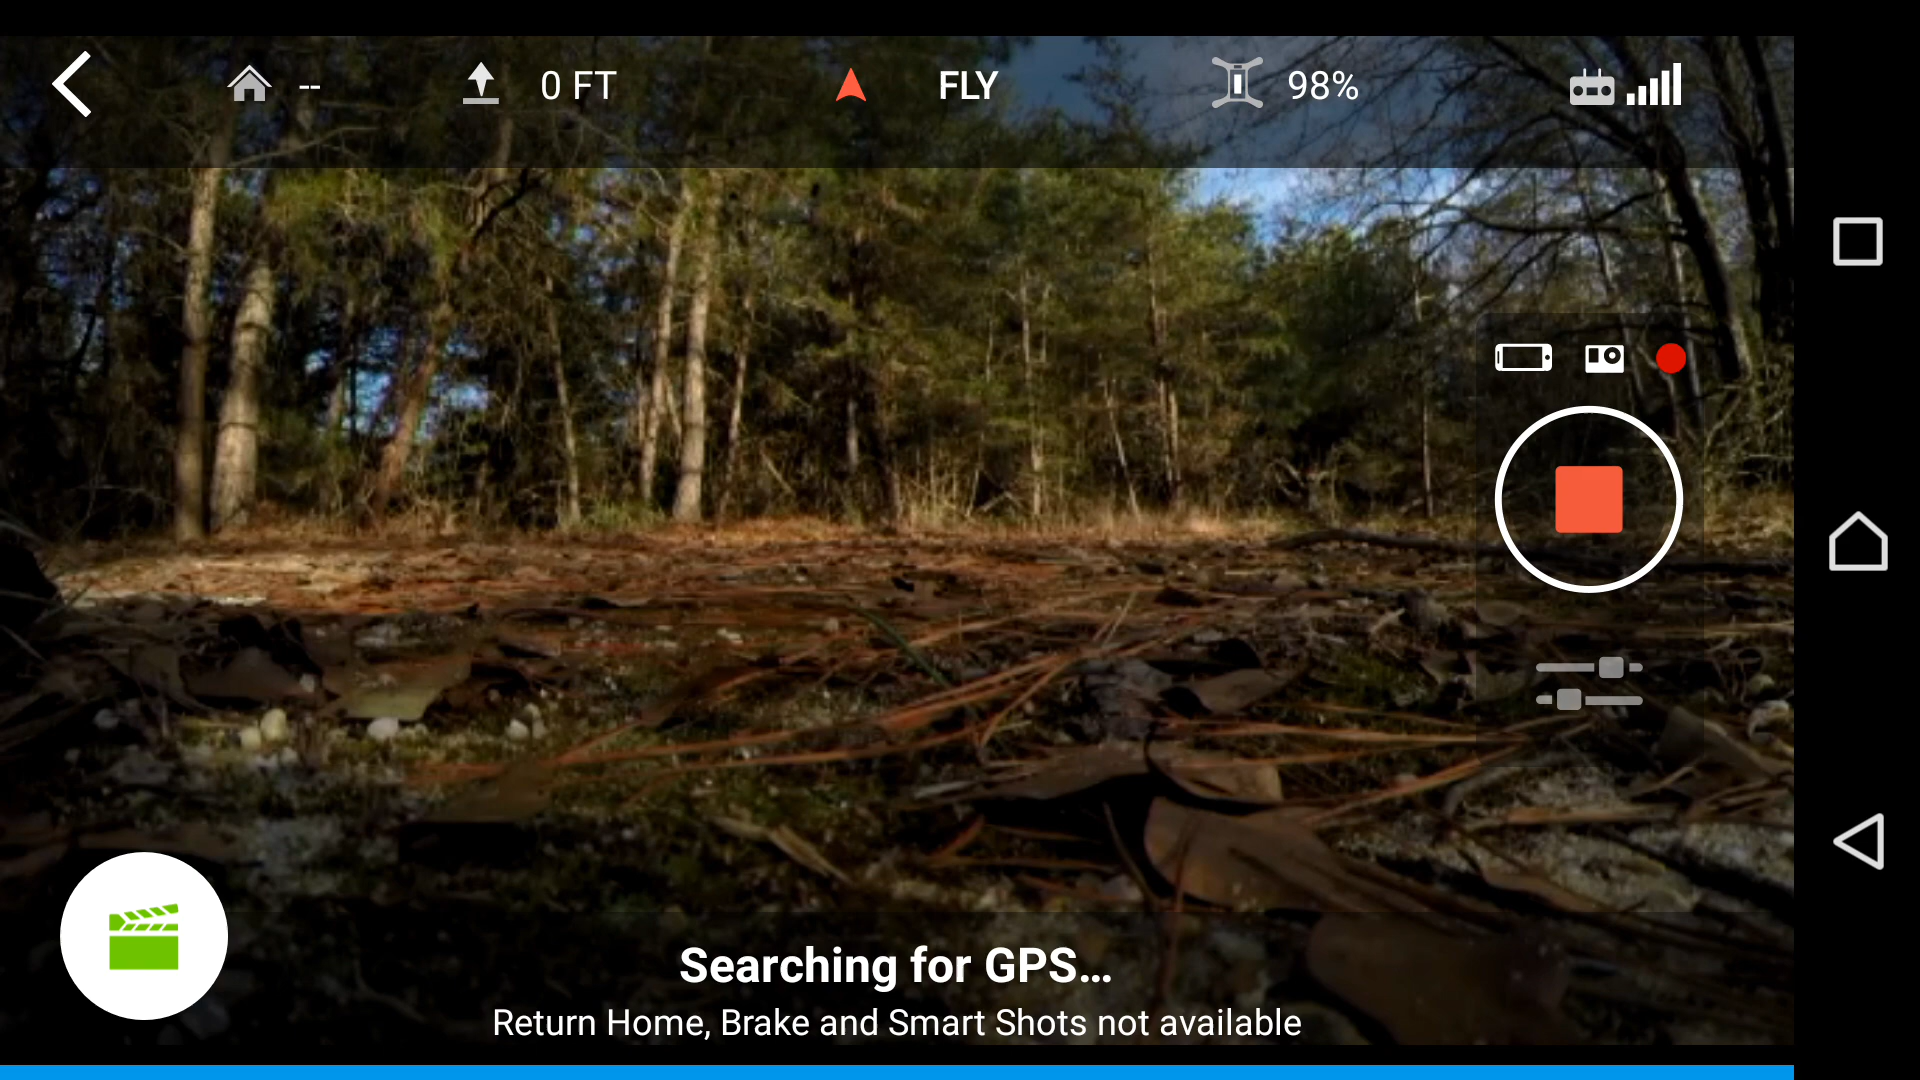 --
0 FT
FLY
98%
Searching for GPS...
Return Home, Brake and Smart Shots not available